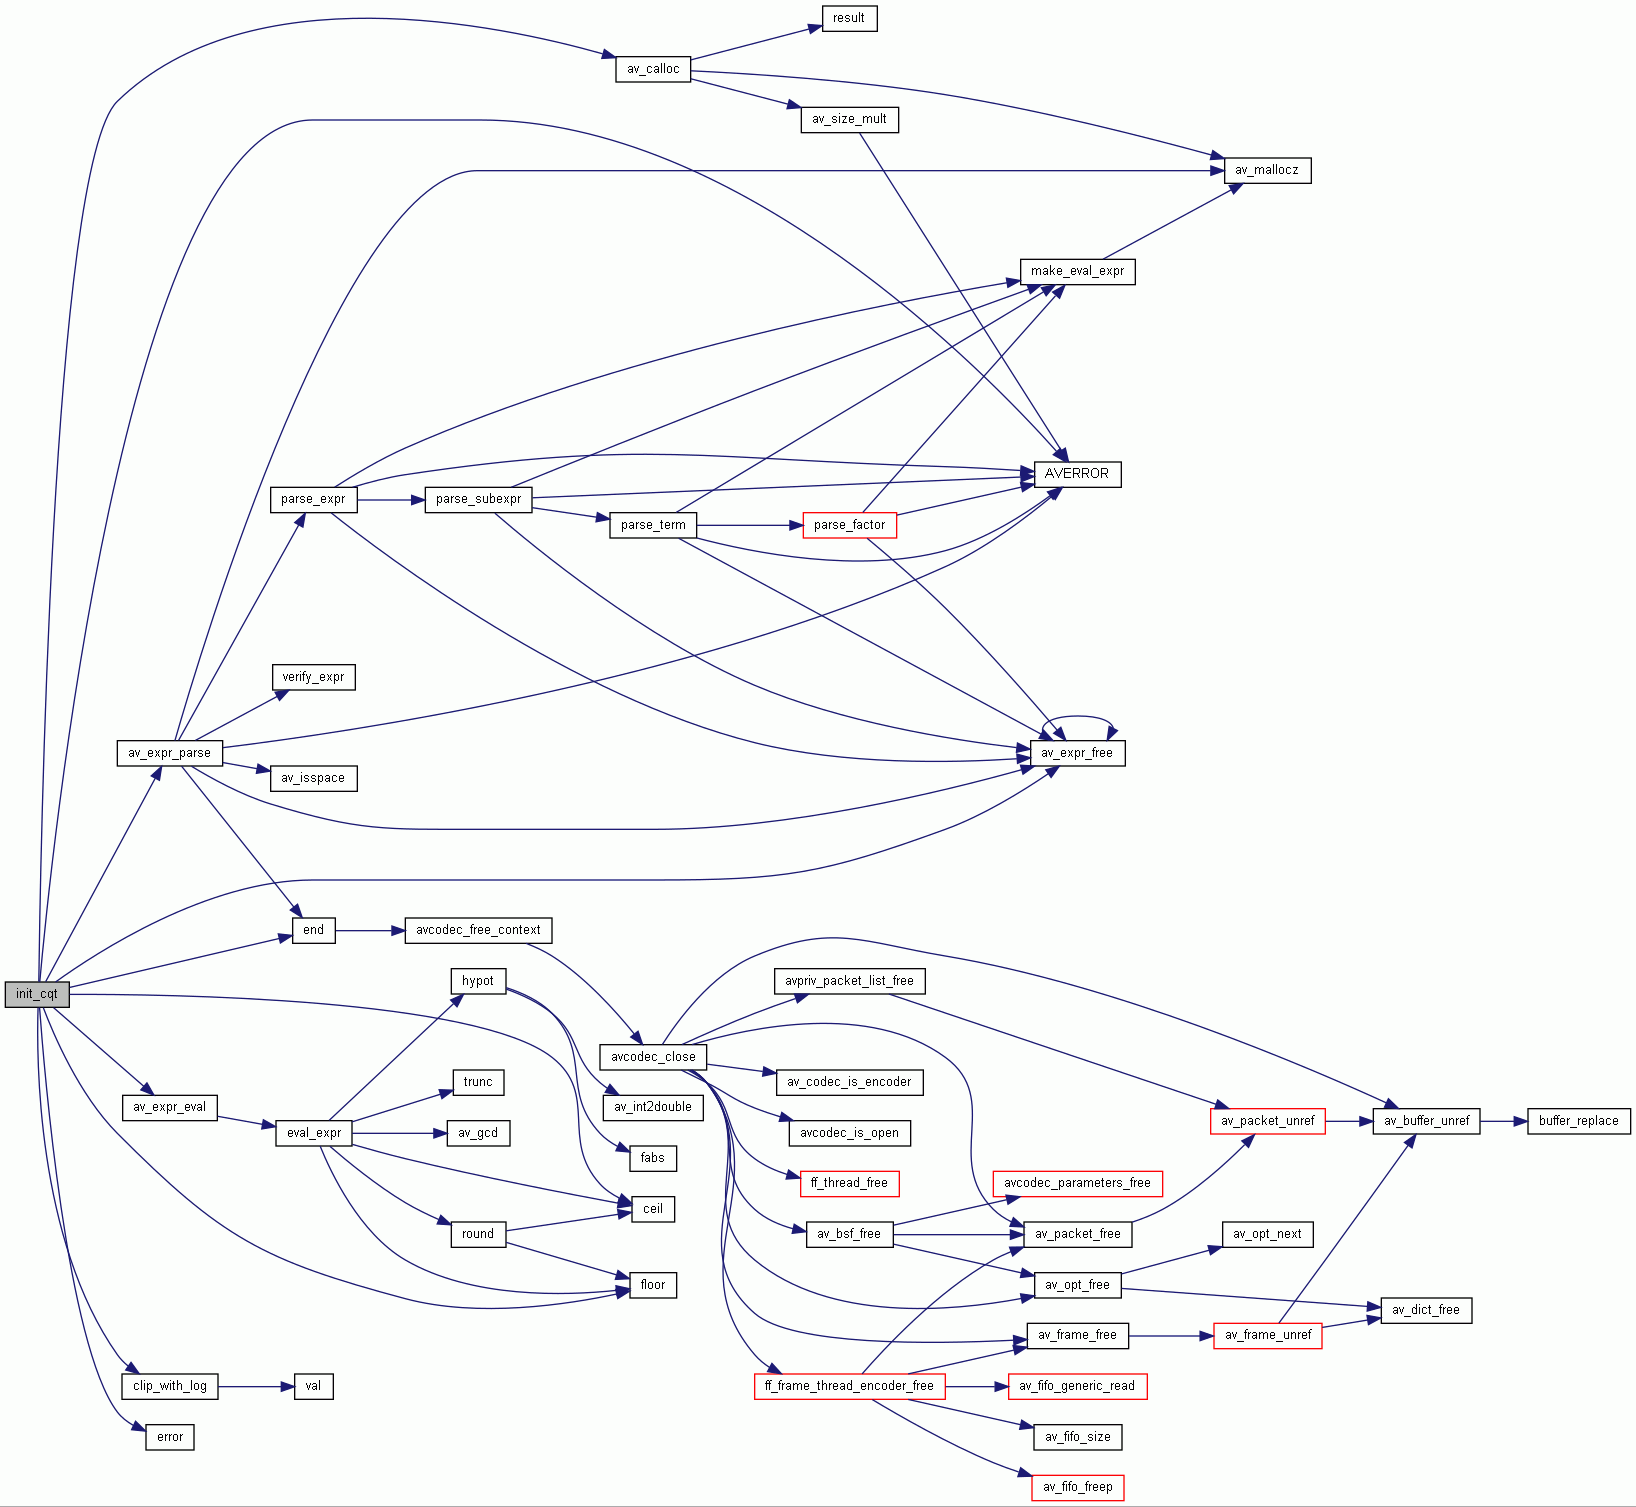 result
av_calloc
av_size_mult
av_mallocz
make_eval_expr
AVERROR
parse_expr
parse_subexpr
parse_term
parse_factor
verify_expr
av_expr_parse
av_isspace
av_expr_free
end
avcodec_free_context
init_cqt
hypot
avpriv_packet_list_free
avcodec_close
trunc
av_codec_is_encoder
av_expr_eval
av_int2double
eval_expr
av_gcd
avcodec_is_open
av_packet_unref
av_buffer_unref
buffer_replace
fabs
ff_thread_free
avcodec_parameters_free
ceil
round
av_bsf_free
av_packet_free
av_opt_next
floor
av_opt_free
av_dict_free
av_frame_free
av_frame_unref
clip_with_log
val
ff_frame_thread_encoder_free
av_fifo_generic_read
error
av_fifo_size
av_fifo_freep